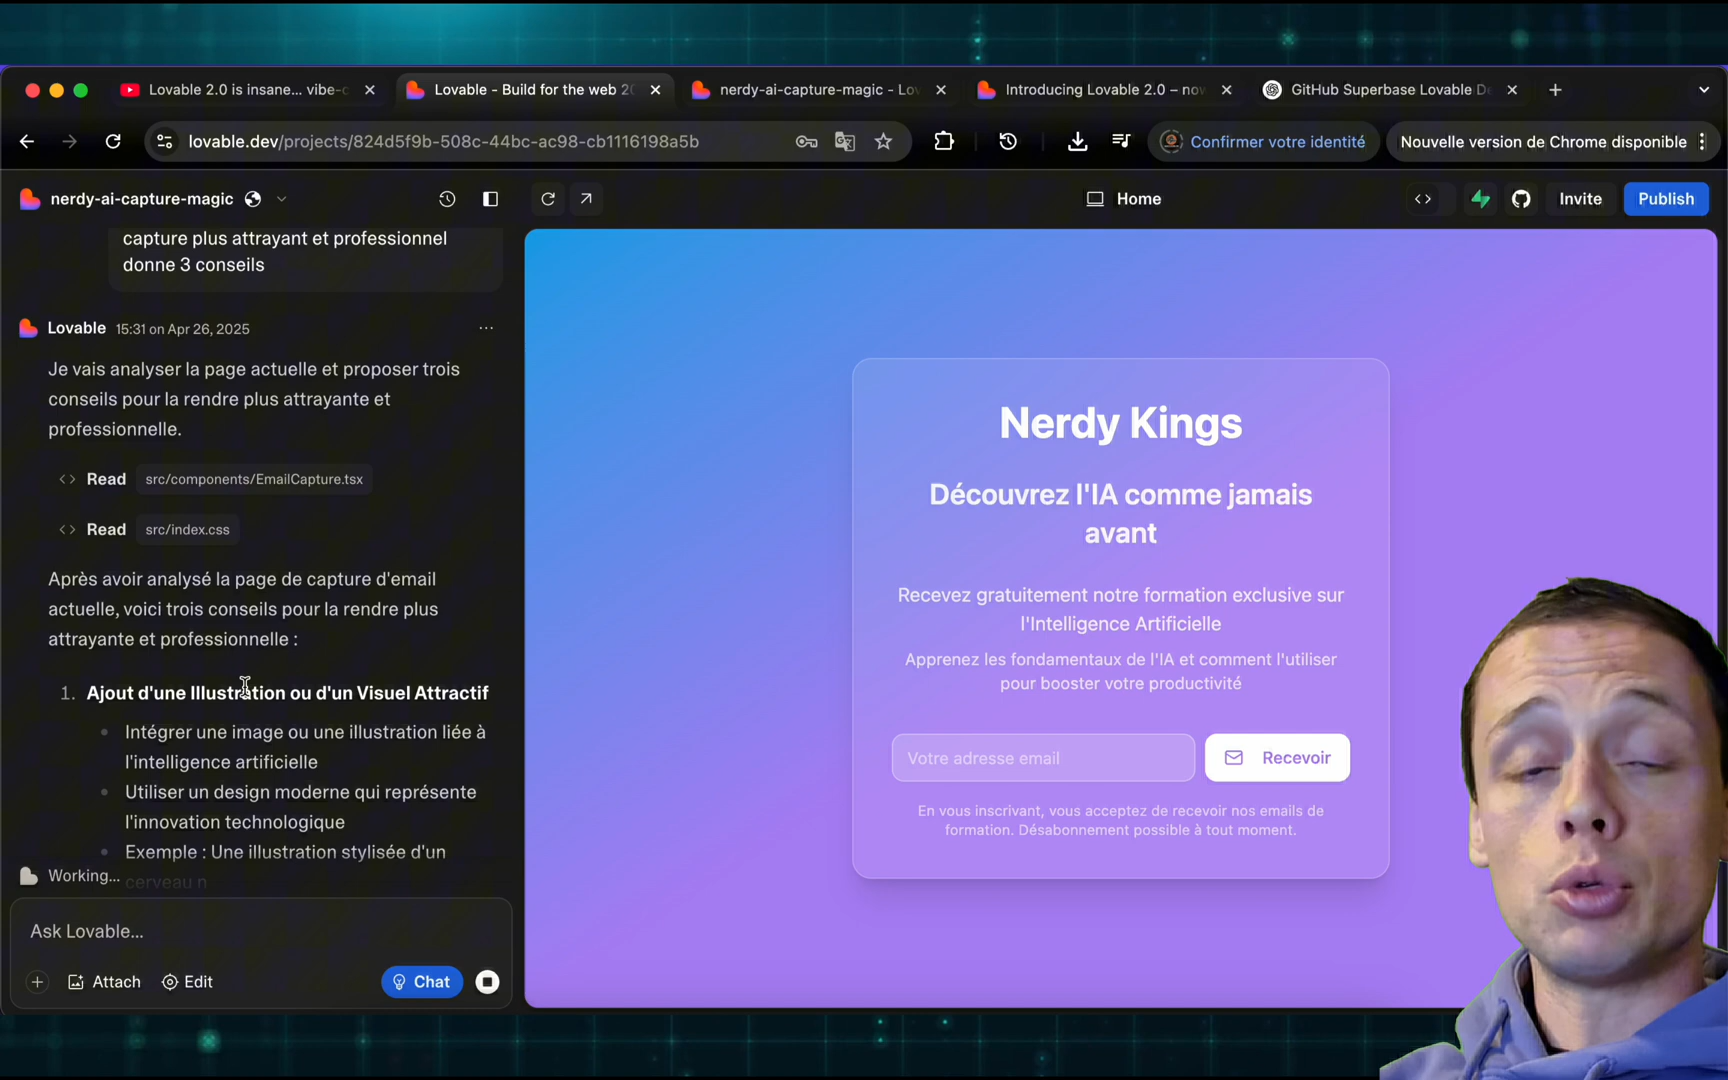 Lovable 2.0 is insane... vibe-c
Lovable - Build for the web 20
nerdy-ai-capture-magic - Lov
Introducing Lovable 2.0 – now
GitHub Superbase Lovable De
lovable.dev/projects/824d5f9b-508c-44bc-ac98-cb1116198a5b
Confirmer votre identité
Nouvelle version de Chrome disponible
nerdy-ai-capture-magic
Home
Invite
Publish
capture plus attrayant et professionnel
donne 3 conseils
Lovable 15:31 on Apr 26, 2025
Je vais analyser la page actuelle et proposer trois
conseils pour la rendre plus attrayante et
professionnelle.
Read src/components/EmailCapture.tsx
Read src/index.css
Après avoir analysé la page de capture d'email
actuelle, voici trois conseils pour la rendre plus
attrayante et professionnelle :
1. Ajout d'une Illustration ou d'un Visuel Attractif
Intégrer une image ou une illustration liée à
l'intelligence artificielle
Utiliser un design moderne qui représente
l'innovation technologique
Exemple : Une illustration stylisée d'un
cerveau n
Working...
Ask Lovable...
Attach
Edit
Chat
Nerdy Kings
Découvrez l'IA comme jamais
avant
Recevez gratuitement notre formation exclusive sur
l'Intelligence Artificielle
Apprenez les fondamentaux de l'IA et comment l'utiliser
pour booster votre productivité
Votre adresse email
Recevoir
En vous inscrivant, vous acceptez de recevoir nos emails de
formation. Désabonnement possible à tout moment.